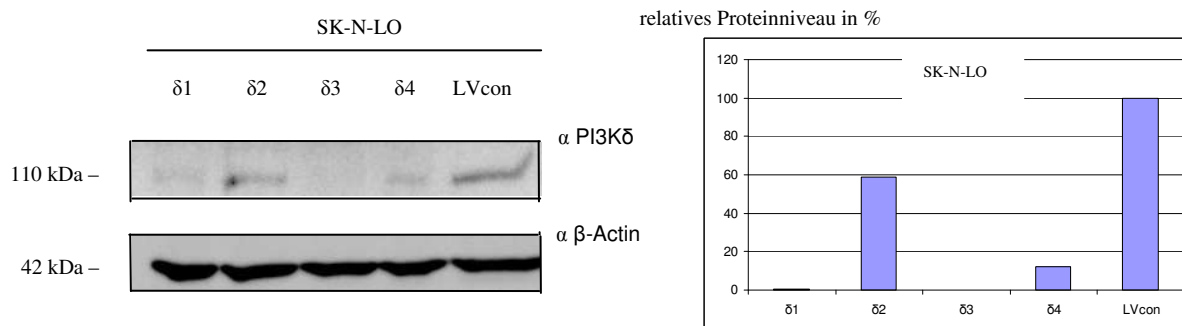 SK-N-LO
δ1 δ2 δ3 δ4 LVcon
α PI3Kδ
110 kDa –
α β-Actin
42 kDa –
relatives Proteinniveau in %
SK-N-LO
120
100
80
60
40
20
0
δ1 δ2 δ3 δ4 LVcon